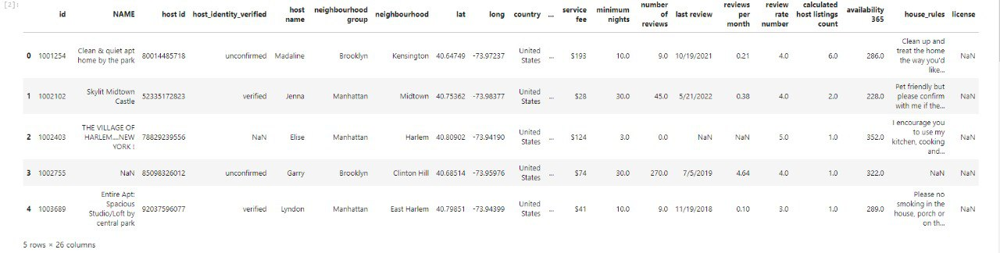 [2]:
id NAME host id host_identity_verified host name neighbourhood group neighbourhood lat long country ... service fee minimum nights number of reviews last review reviews per month review rate number calculated host listings count availability 365 house_rules license
0 1001254 Clean & quiet apt home by the park 80014485718 unconfirmed Madaline Brooklyn Kensington 40.64749 -73.97237 United States ... $193 10.0 9.0 10/19/2021 0.21 4.0 6.0 286.0 Clean up and treat the home the way you'd like... NaN
1 1002102 Skylit Midtown Castle 52335172823 verified Jenna Manhattan Midtown 40.75362 -73.98377 United States ... $28 30.0 45.0 5/21/2022 0.38 4.0 2.0 228.0 Pet friendly but please confirm with me if the... NaN
2 1002403 THE VILLAGE OF HARLEM....NEW YORK ! 78829239556 NaN Elise Manhattan Harlem 40.80902 -73.94190 United States ... $124 3.0 0.0 NaN NaN 5.0 1.0 352.0 I encourage you to use my kitchen, cooking and... NaN
3 1002755 NaN 85098326012 unconfirmed Garry Brooklyn Clinton Hill 40.68514 -73.95976 United States ... $74 30.0 270.0 7/5/2019 4.64 4.0 1.0 322.0 NaN NaN
4 1003689 Entire Apt: Spacious Studio/Loft by central park 92037596077 verified Lyndon Manhattan East Harlem 40.79851 -73.94399 United States ... $41 10.0 9.0 11/19/2018 0.10 3.0 1.0 289.0 Please no smoking in the house, porch or on th... NaN
5 rows × 26 columns